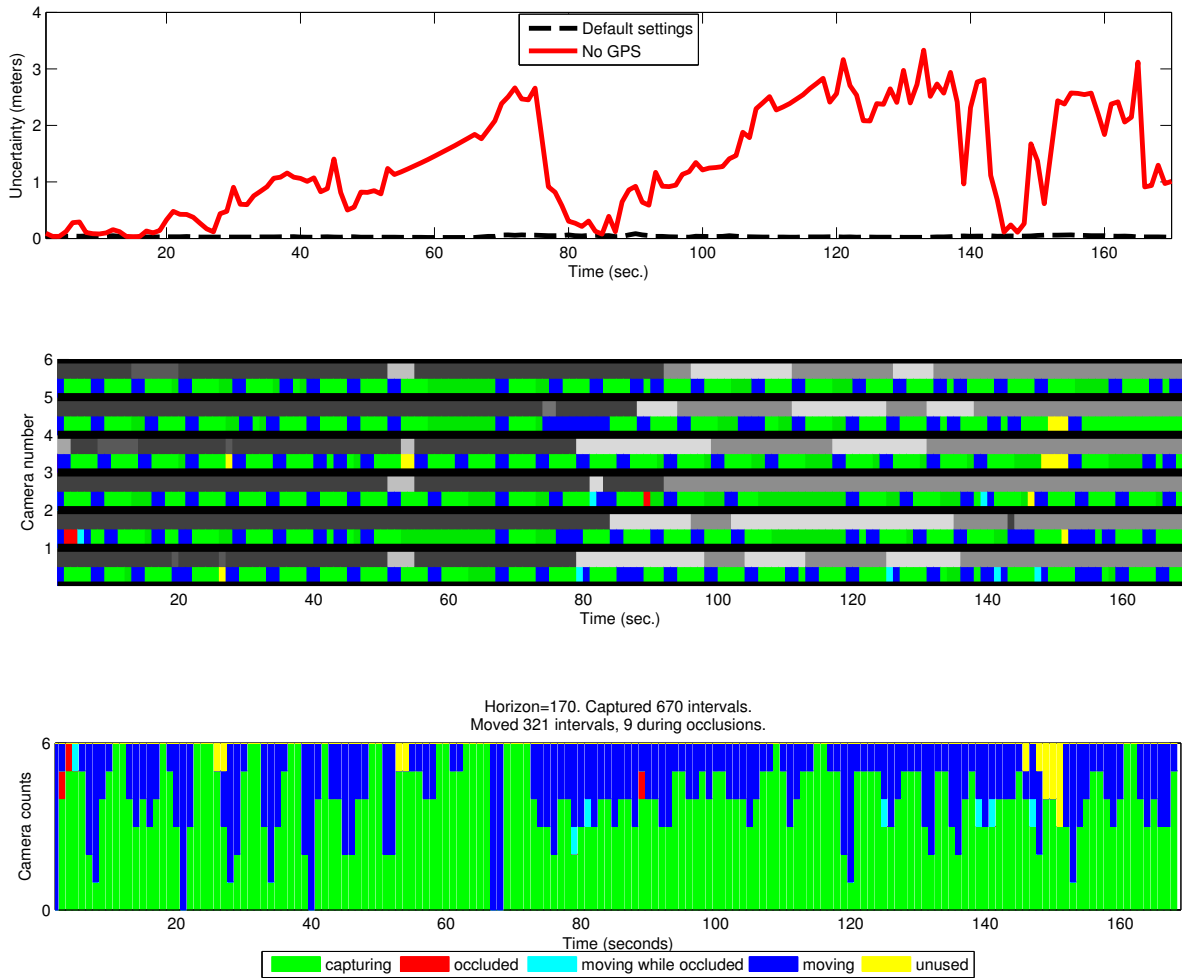 4
3
2
1
0
Uncertainty (meters)
Default settings
No GPS
20 40 60 80 100 120 140 160
Time (sec.)
6
5
4
3
2
1
Camera number
20 40 60 80 100 120 140 160
Time (sec.)
Horizon=170. Captured 670 intervals.
Moved 321 intervals, 9 during occlusions.
6
0
Camera counts
20 40 60 80 100 120 140 160
Time (seconds)
capturing occluded moving while occluded moving unused